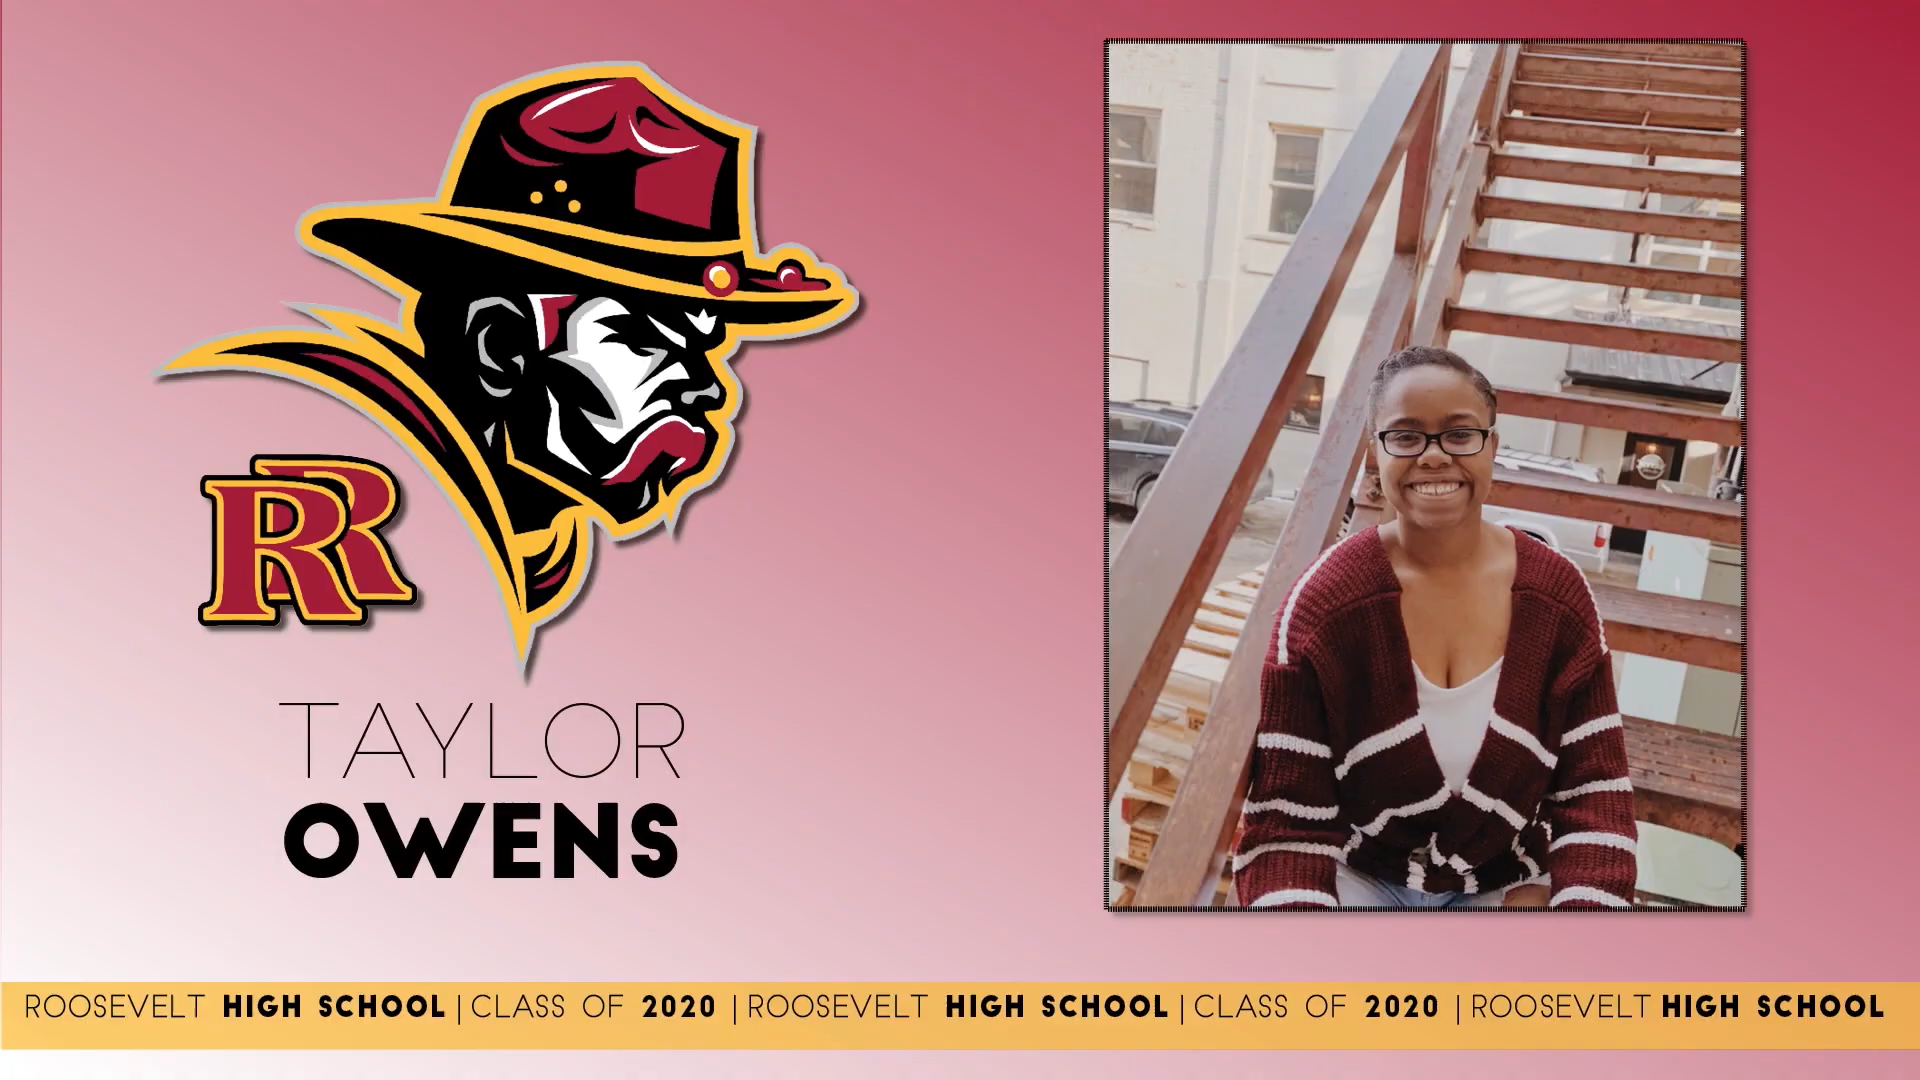 RR
TAYLOR
OWENS
ROOSEVELT HIGH SCHOOL | CLASS OF 2020 | ROOSEVELT HIGH SCHOOL | CLASS OF 2020 | ROOSEVELT HIGH SCHOOL